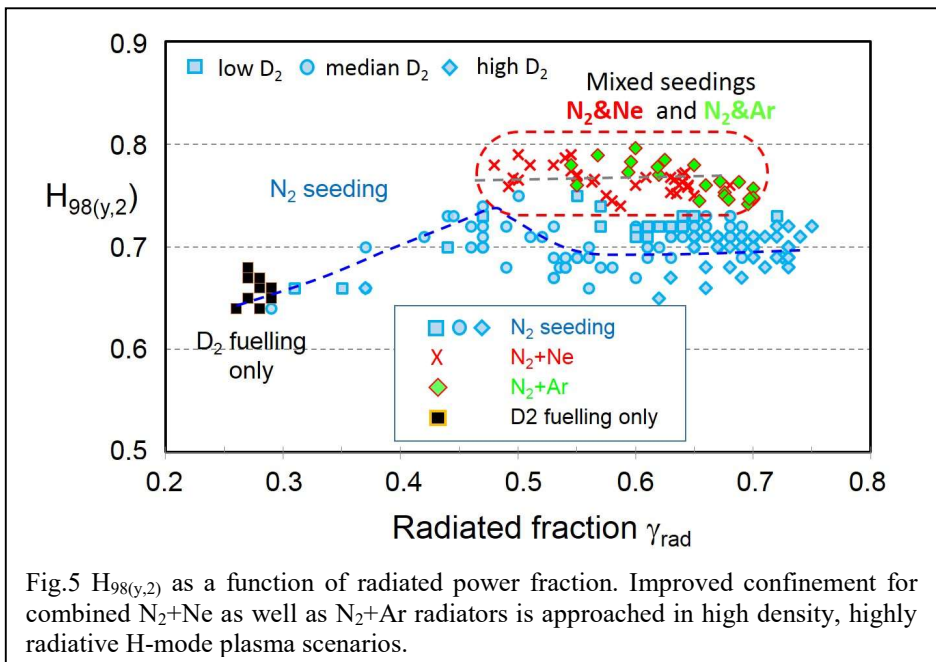 0.9
low D₂ median D₂ high D₂
Mixed seedings
N₂&Ne and N₂&Ar
0.8
H₉₈₍y,₂₎
N₂ seeding
0.7
D₂ fuelling
only
0.6
N₂ seeding
N₂+Ne
N₂+Ar
D2 fuelling only
0.5
0.2 0.3 0.4 0.5 0.6 0.7 0.8
Radiated fraction γrad
Fig.5 H₉₈₍y,₂₎ as a function of radiated power fraction. Improved confinement for
combined N₂+Ne as well as N₂+Ar radiators is approached in high density, highly
radiative H-mode plasma scenarios.